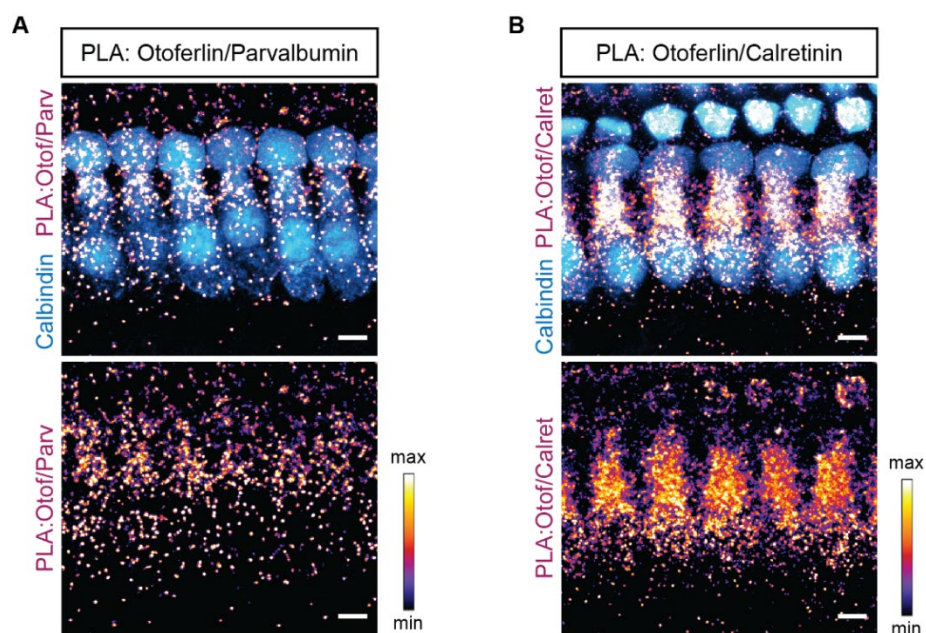 A
PLA: Otoferlin/Parvalbumin
Calbindin PLA:Otof/Parv
PLA:Otof/Parv
max
min
B
PLA: Otoferlin/Calretinin
Calbindin PLA:Otof/Calret
PLA:Otof/Calret
max
min